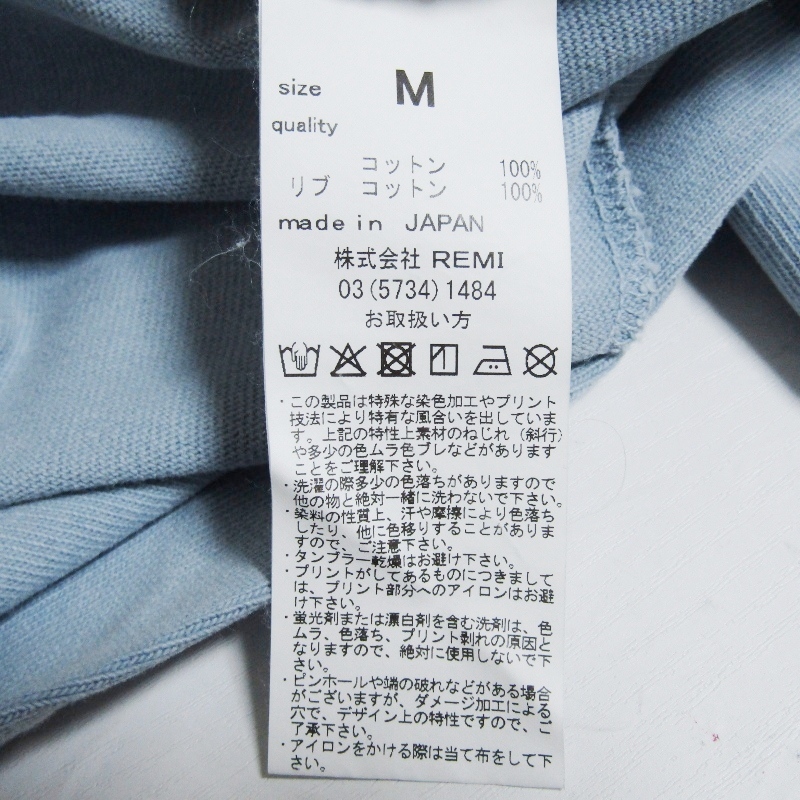 size M
quality
コットン 100%
リブ コットン 100%
made in JAPAN
株式会社 REMI
03(5734)1484
お取扱い方
・この製品は特殊な染色加工やプリント
技法により特有な風合いを出していま
す。上記の特性上素材のねじれ（斜行）
や多少の色ムラ色ブレなどがあります
ことをご理解下さい。
・洗濯の際多少の色落ちがありますので
他の物と絶対一緒に洗わないで下さい。
・染料の性質上、汗や摩擦により色落ち
したり、他に色移りすることがありま
すので、ご注意下さい。
・タンブラー乾燥はお避け下さい。
・プリントがしてあるものにつきまして
は、プリント部分へのアイロンはお避
け下さい。
・蛍光剤または漂白剤を含む洗剤は、色
ムラ、色落ち、プリント剥れの原因と
なりますので、絶対に使用しないで下
さい。
・ピンホールや端の破れなどがある場合
がございますが、ダメージ加工による
穴で、デザイン上の特性ですので、ご
了承下さい。
・アイロンをかける際は当て布をして下
さい。